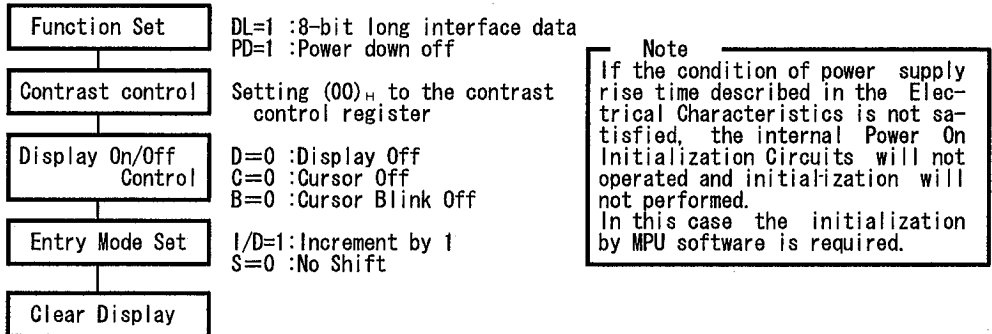 Function Set
DL=1 :8-bit long interface data
PD=1 :Power down off
Contrast control
Setting (00)H to the contrast
control register
Display On/Off
Control
D=0 :Display Off
C=0 :Cursor Off
B=0 :Cursor Blink Off
Entry Mode Set
I/D=1:Increment by 1
S=0 :No Shift
Clear Display
Note
If the condition of power supply
rise time described in the Elec-
trical Characteristics is not sa-
tisfied, the internal Power On
Initialization Circuits will not
operated and initial-ization will
not performed.
In this case the initialization
by MPU software is required.